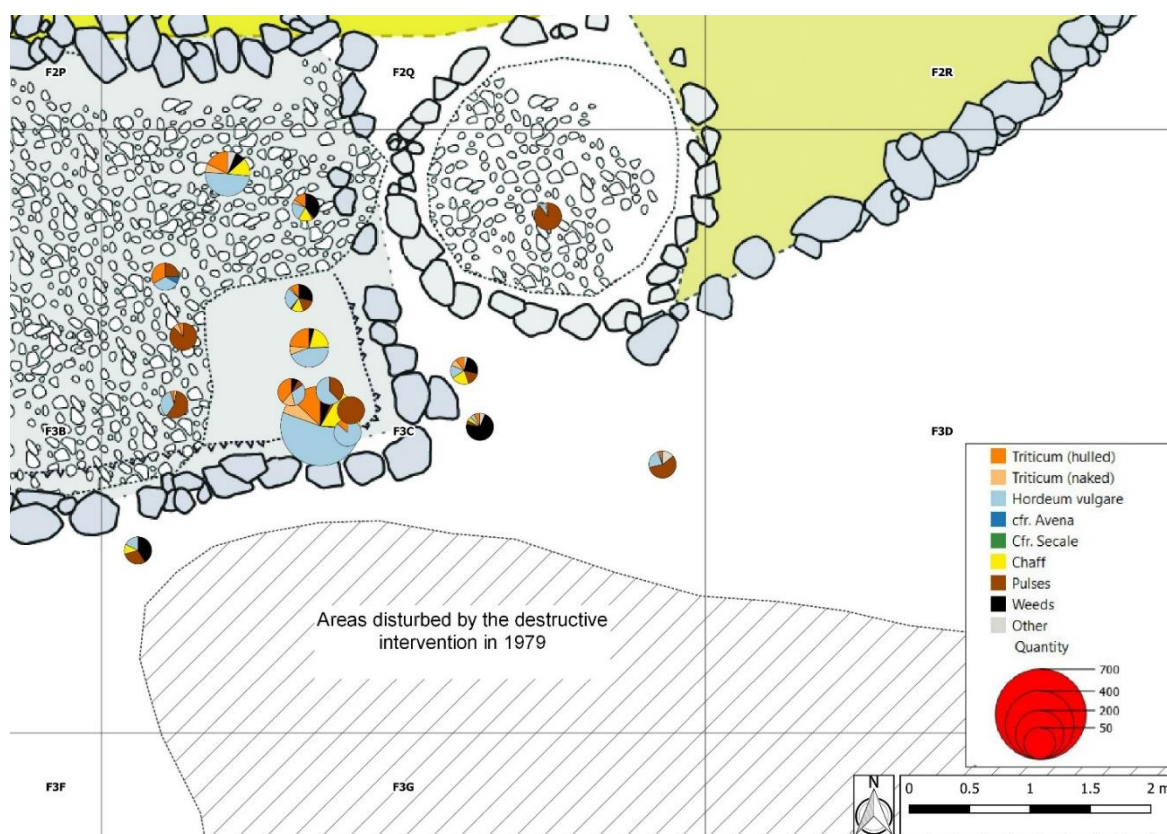 F2P
F2Q
F2R
F3B
F3C
F3D
Triticum (hulled)
Triticum (naked)
Hordeum vulgare
cfr. Avena
Cfr. Secale
Chaff
Pulses
Weeds
Other
Quantity
700
400
200
50
Areas disturbed by the destructive
intervention in 1979
F3F
F3G
N
0 0.5 1 1.5 2 m